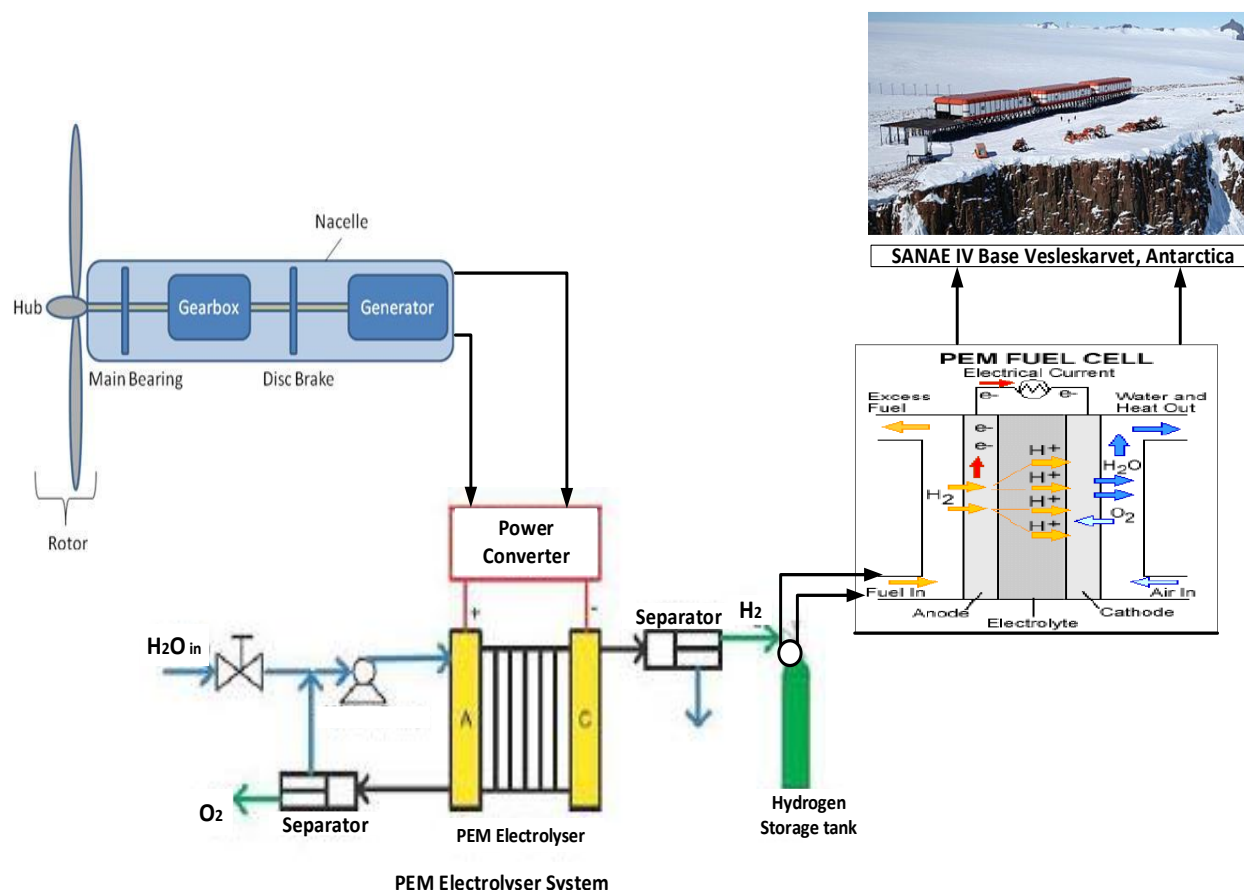 SANAE IV Base Vesleskarvet, Antarctica
Nacelle
Hub
Gearbox
Generator
Main Bearing
Disc Brake
Rotor
PEM FUEL CELL
Electrical Current
e-
e-
Excess
Fuel
Water and
Heat Out
e-
e-
H+
H+
H+
H+
H2
H2O
O2
Fuel In
Air In
Anode
Cathode
Electrolyte
Power
Converter
+
-
H2O in
A
C
Separator
H2
O2
Separator
PEM Electrolyser
Hydrogen
Storage tank
PEM Electrolyser System